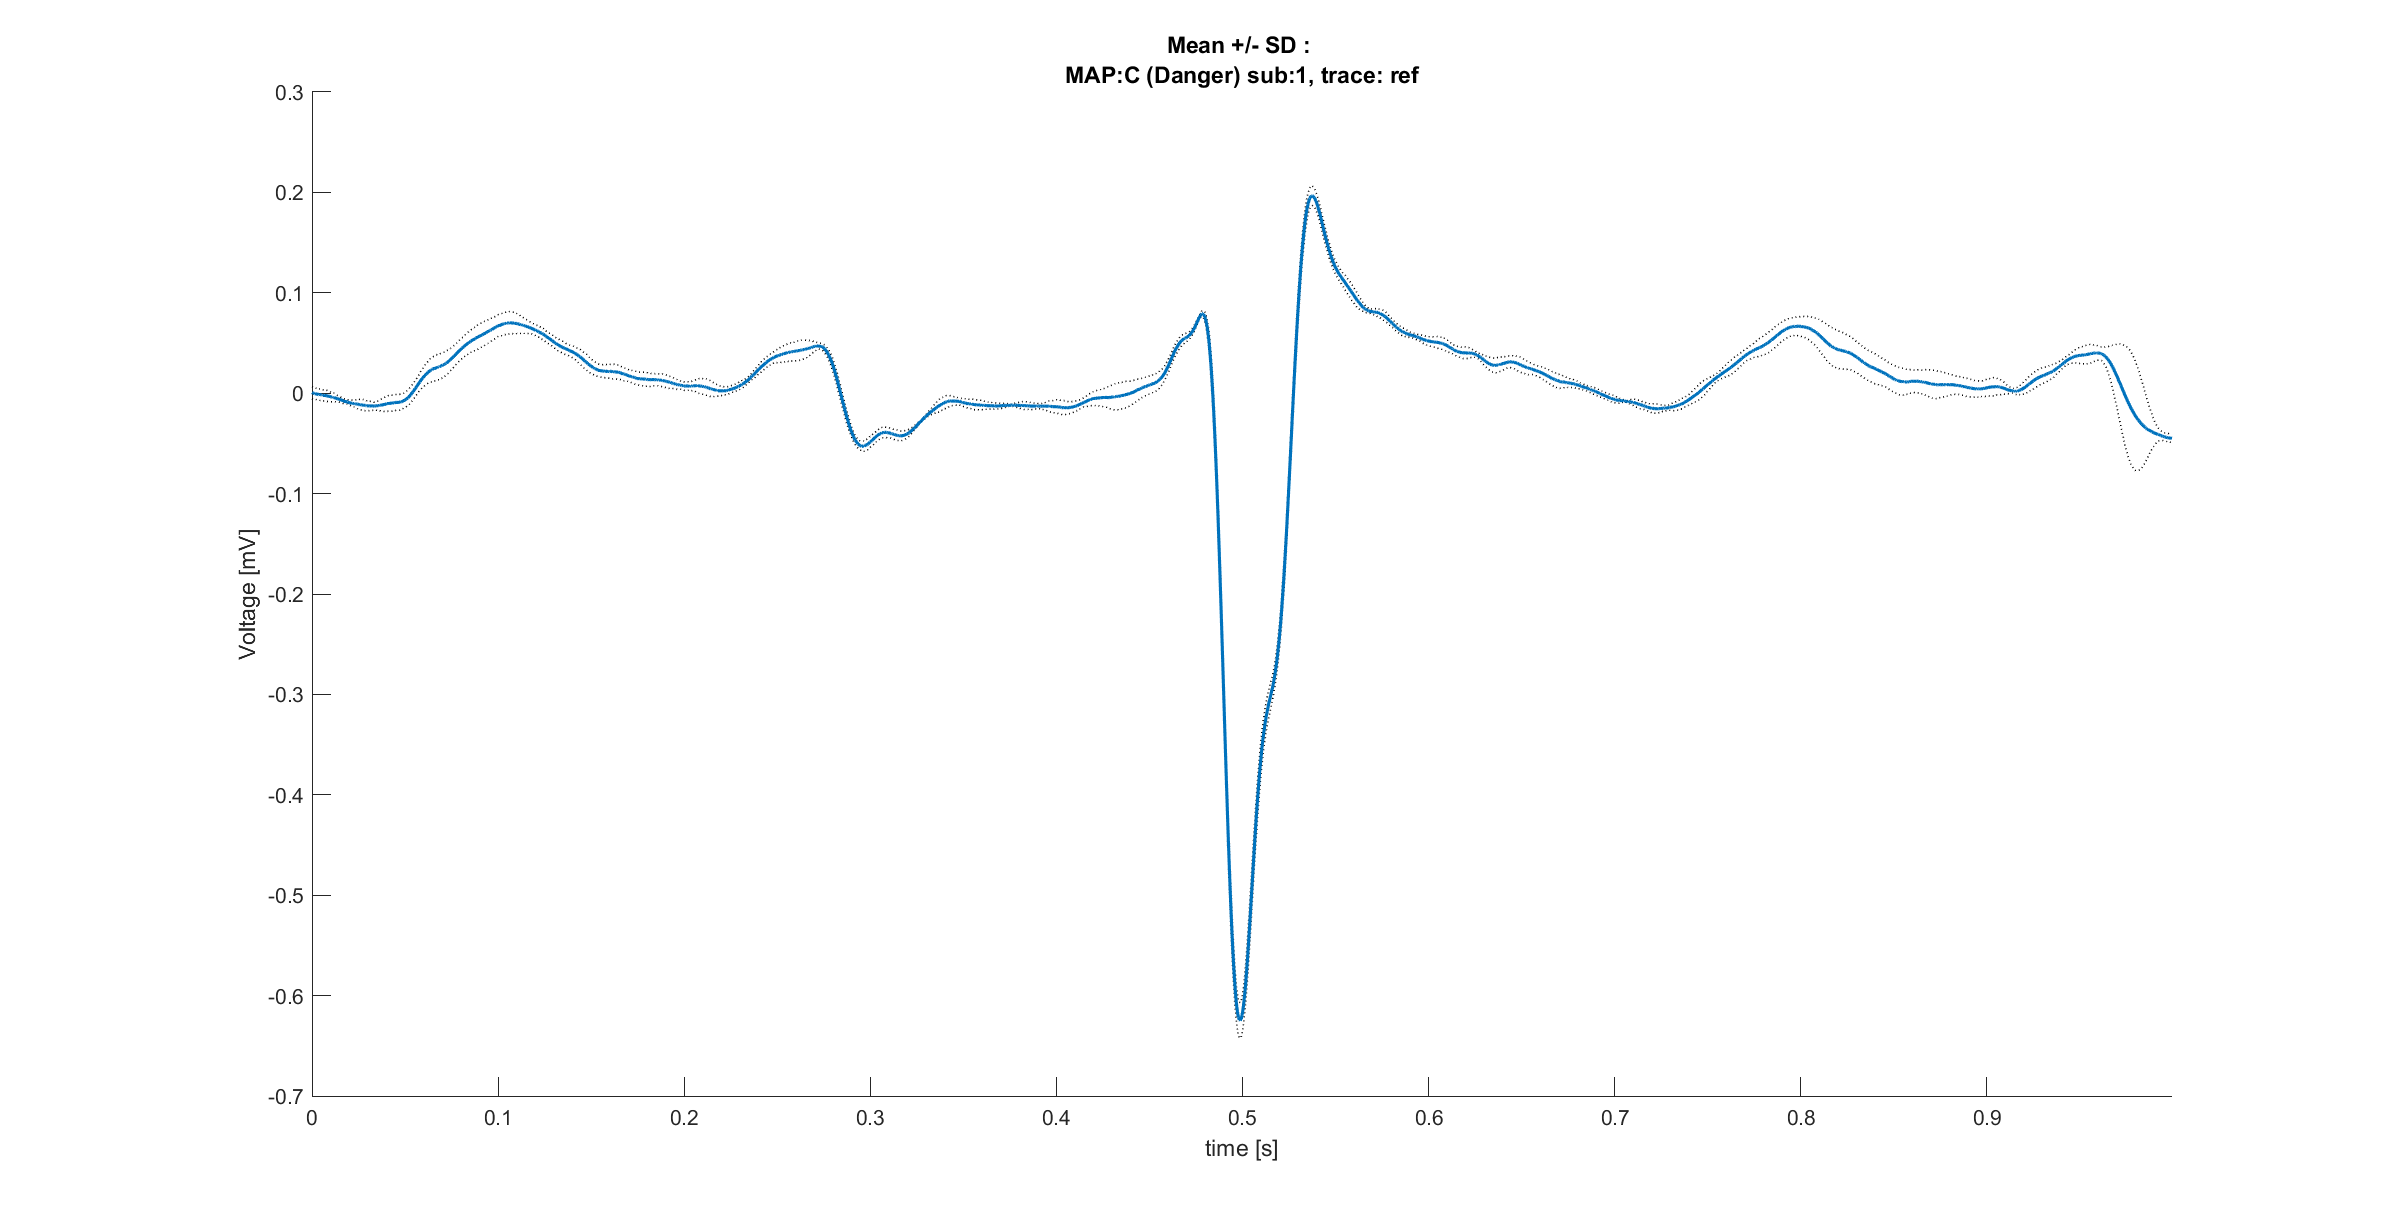 Mean +/- SD :
MAP:C (Danger) sub:1, trace: ref
0.3
0.2
0.1
0
-0.1
-0.2
-0.3
-0.4
-0.5
-0.6
-0.7
Voltage [mV]
0 0.1 0.2 0.3 0.4 0.5 0.6 0.7 0.8 0.9
time [s]